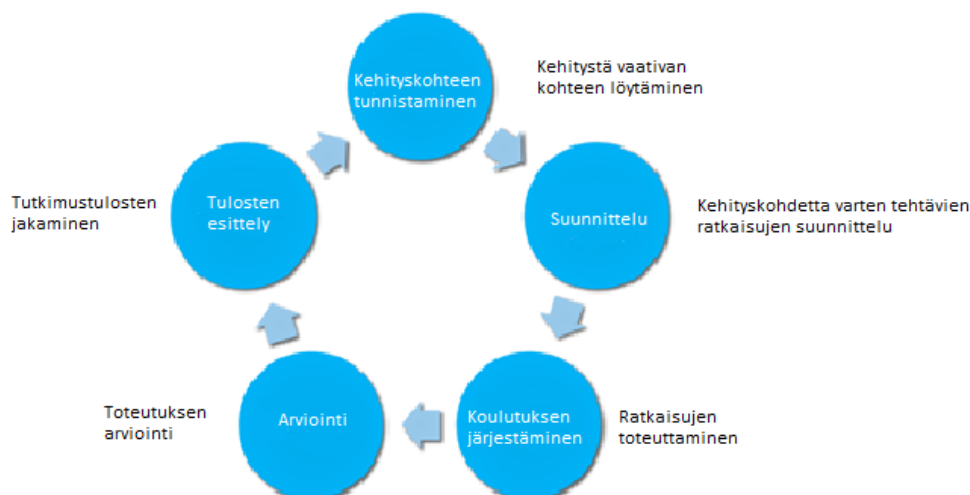 Kehityskohteen
tunnistaminen
Kehitystä vaativan
kohteen löytäminen
Suunnittelu
Kehityskohdetta varten tehtävien
ratkaisujen suunnittelu
Koulutuksen
järjestäminen
Ratkaisujen
toteuttaminen
Arviointi
Toteutuksen
arviointi
Tulosten
esittely
Tutkimustulosten
jakaminen